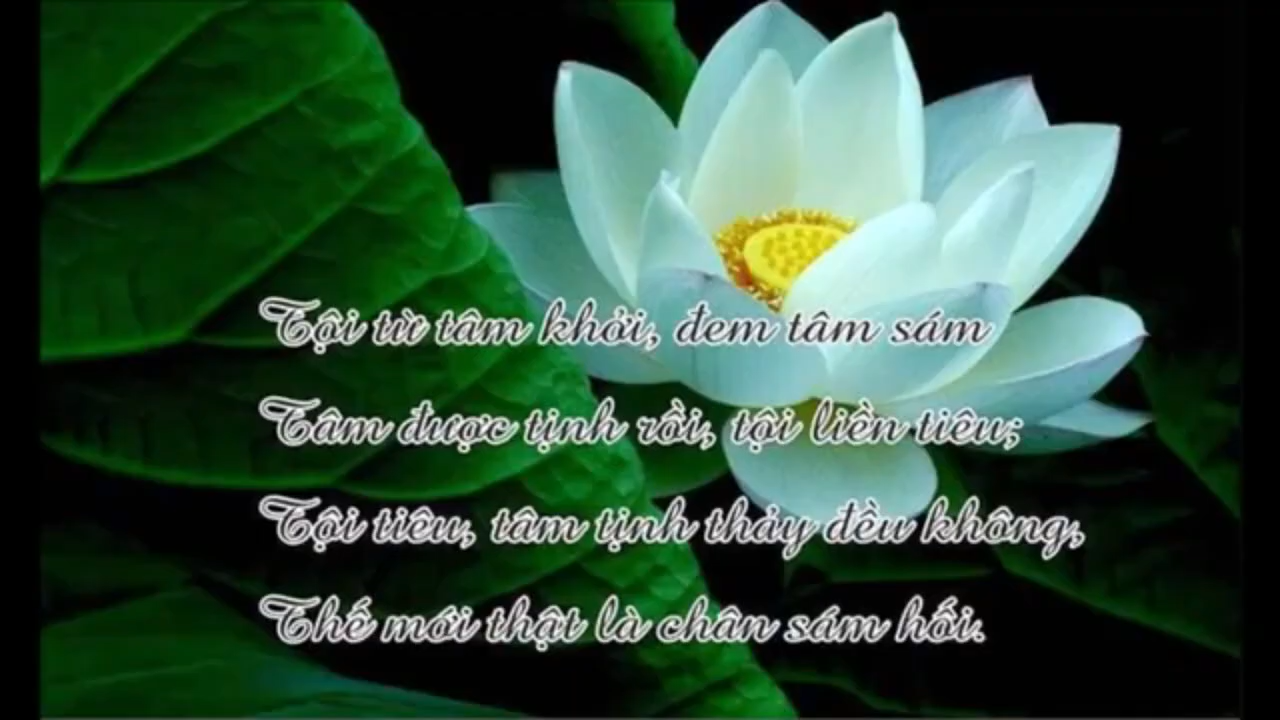 Tội từ tâm khởi, đem tâm sám
Tâm được tịnh rồi, tội liền tiêu;
Tội tiêu, tâm tịnh thảy đều không,
Thế mới thật là chân sám hối.